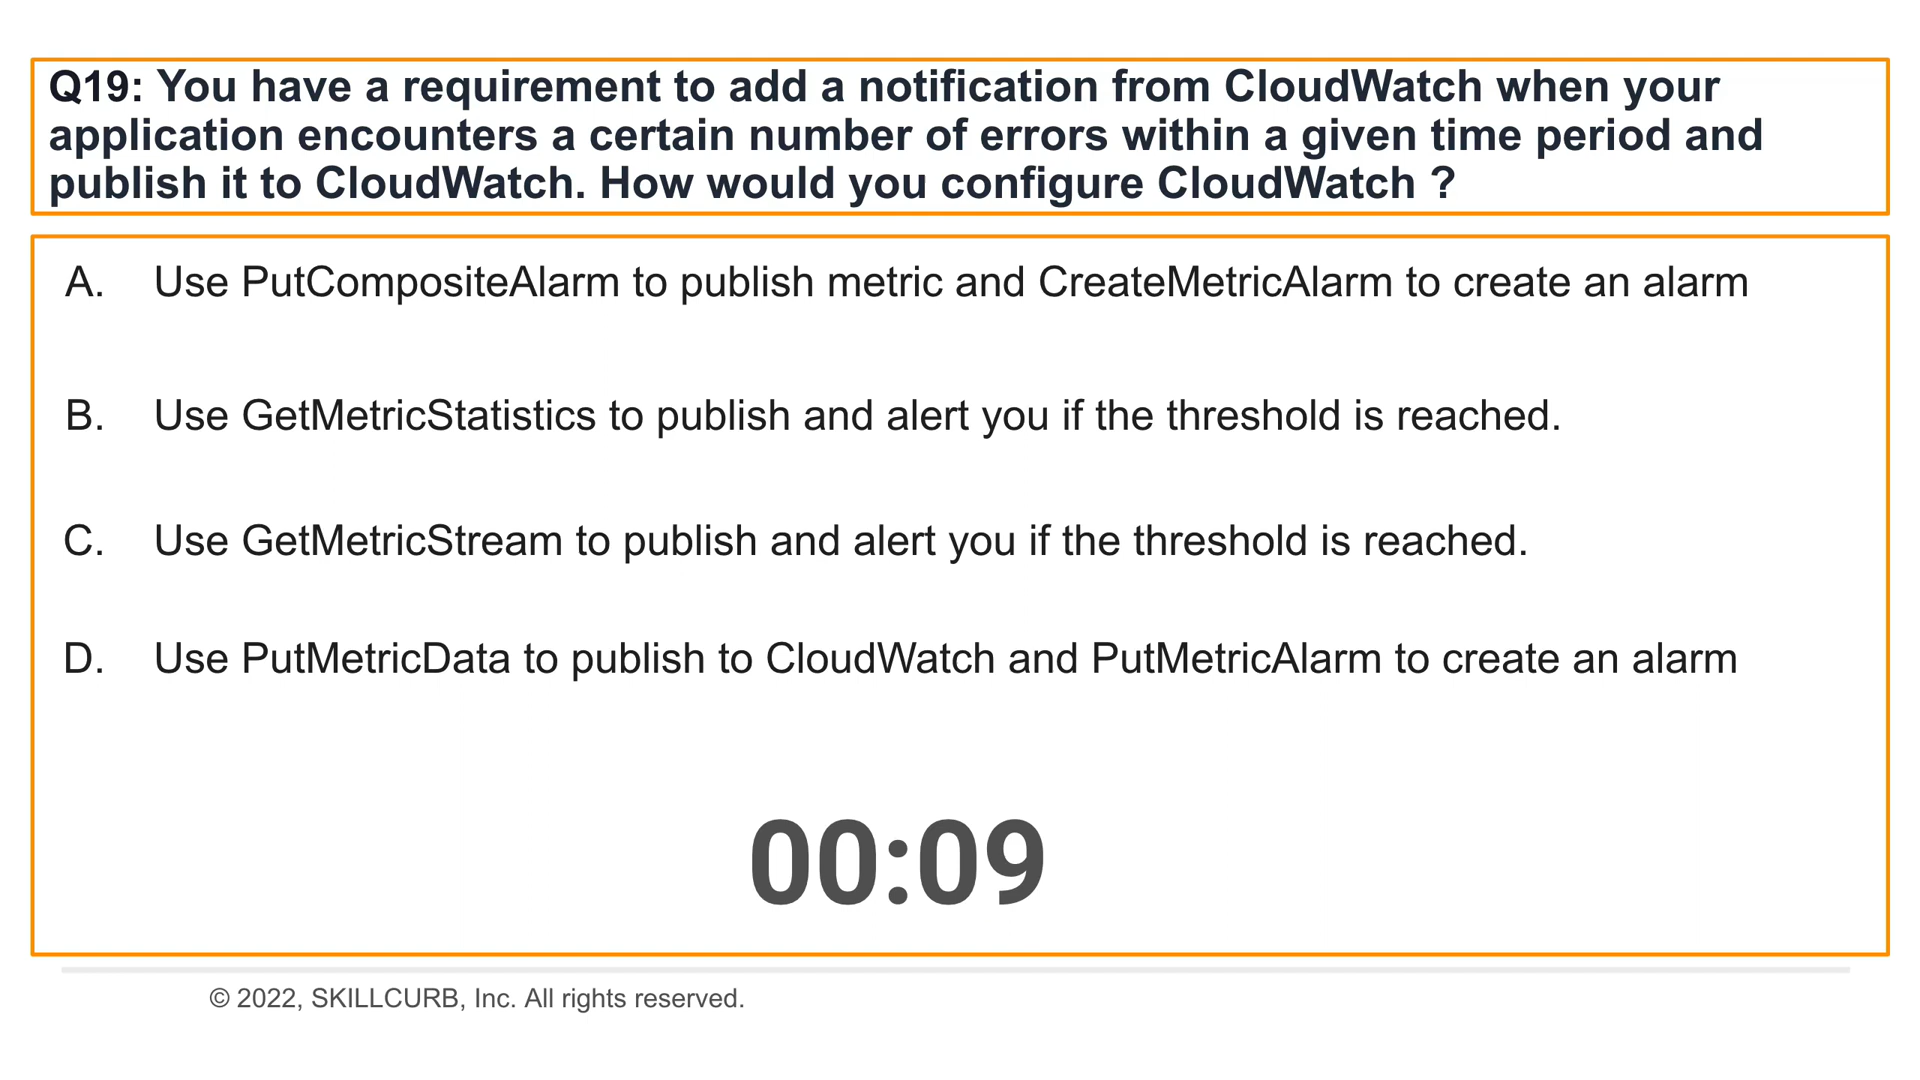 Q19: You have a requirement to add a notification from CloudWatch when your
application encounters a certain number of errors within a given time period and
publish it to CloudWatch. How would you configure CloudWatch ?
A. Use PutCompositeAlarm to publish metric and CreateMetricAlarm to create an alarm
B. Use GetMetricStatistics to publish and alert you if the threshold is reached.
C. Use GetMetricStream to publish and alert you if the threshold is reached.
D. Use PutMetricData to publish to CloudWatch and PutMetricAlarm to create an alarm
00:09
© 2022, SKILLCURB, Inc. All rights reserved.